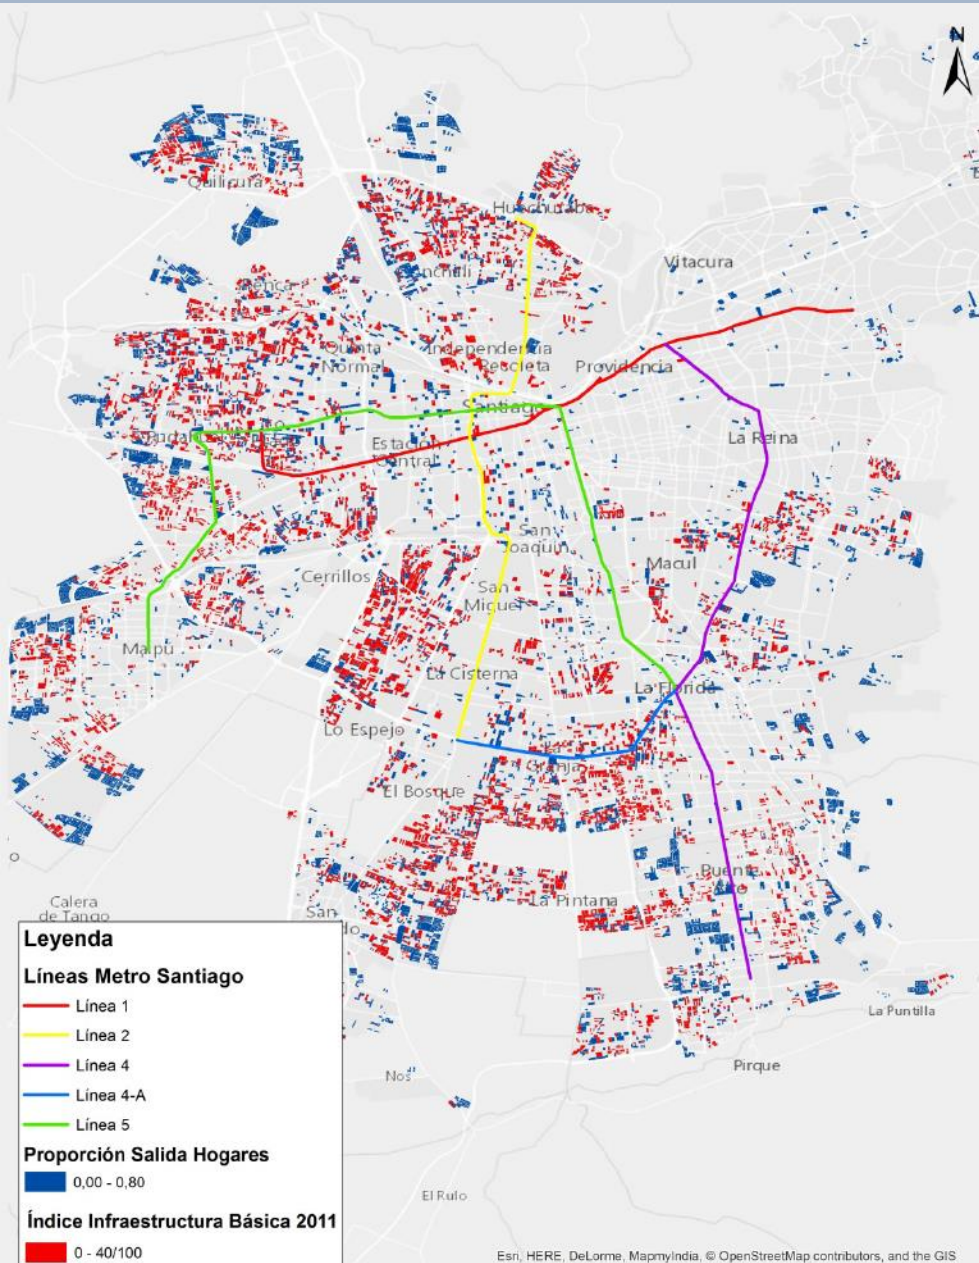 N
Quilicura
Huechuraba
Vitacura
Conchalí
Renca
Quinta
Normal
Independencia
Recoleta
Providencia
Santiago
La Reina
Estación
Central
San
Joaquín
Macul
Cerrillos
San
Miguel
Maipú
La Cisterna
La Florida
Lo Espejo
La
Granja
El Bosque
Puente
Alto
La Pintana
Calera
de Tango
San
do
La Puntilla
Pirque
Nos
El Rulo
Leyenda
Líneas Metro Santiago
Línea 1
Línea 2
Línea 4
Línea 4-A
Línea 5
Proporción Salida Hogares
0,00 - 0,80
Índice Infraestructura Básica 2011
0 - 40/100
Esri, HERE, DeLorme, MapmyIndia, © OpenStreetMap contributors, and the GIS